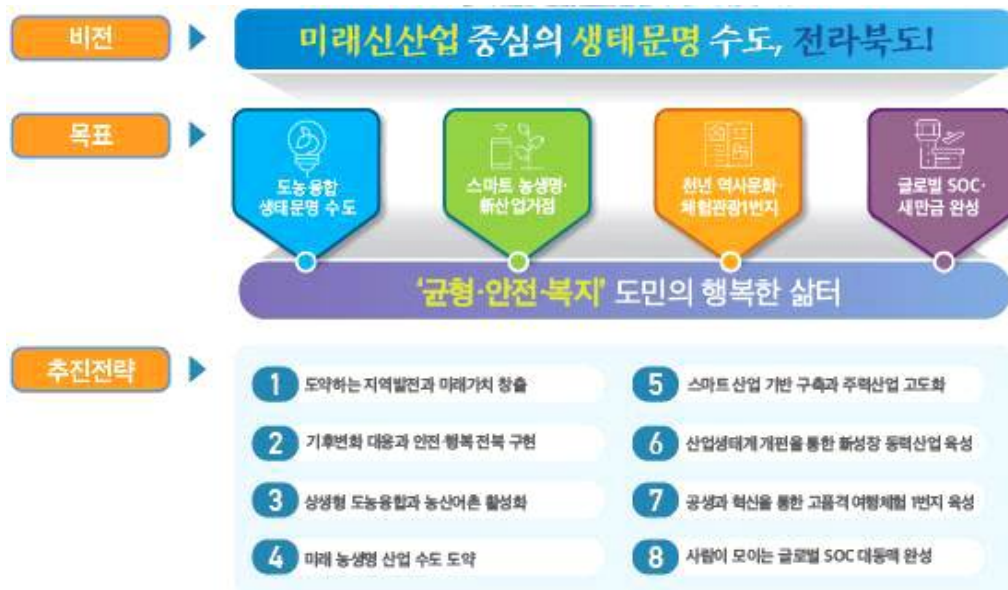 비전
미래신산업 중심의 생태문명 수도, 전라북도!
목표
도농융합
생태문명 수도
스마트 농생명·
新산업거점
천년 역사문화·
체험관광1번지
글로벌 SOC·
새만금 완성
'균형·안전·복지' 도민의 행복한 삶터
추진전략
1 도약하는 지역발전과 미래가치 창출
2 기후변화 대응과 안전·행복 전북 구현
3 상생형 도농융합과 농산어촌 활성화
4 미래 농생명 산업 수도 도약
5 스마트 산업 기반 구축과 주력산업 고도화
6 산업생태계 개편을 통한 新성장 동력산업 육성
7 공생과 혁신을 통한 고품격 여행체험 1번지 육성
8 사람이 모이는 글로벌 SOC 대동맥 완성